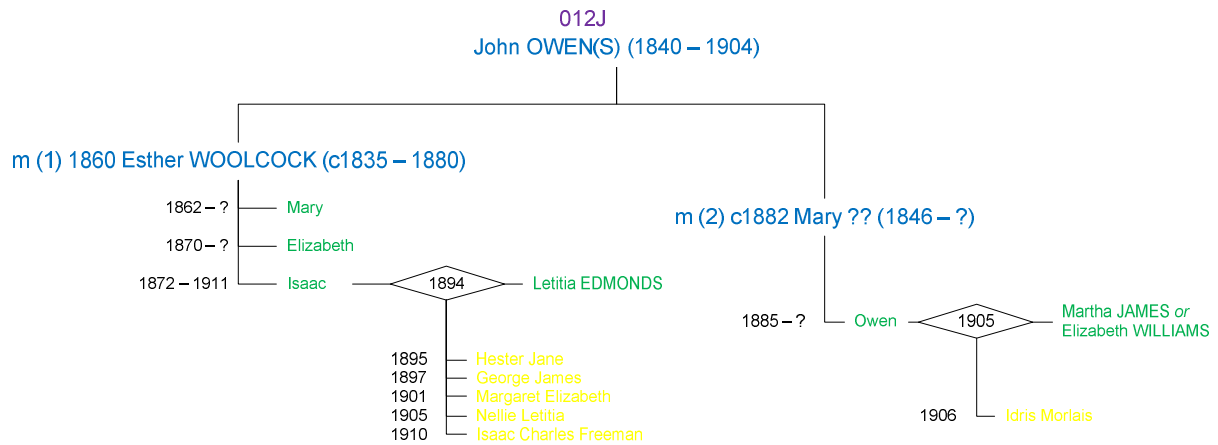 012J
John OWEN(S) (1840 – 1904)
m (1) 1860 Esther WOOLCOCK (c1835 – 1880)
1862 – ? Mary
1870 – ? Elizabeth
1872 – 1911 Isaac 1894 Letitia EDMONDS
1895 Hester Jane
1897 George James
1901 Margaret Elizabeth
1905 Nellie Letitia
1910 Isaac Charles Freeman
m (2) c1882 Mary ?? (1846 – ?)
1885 – ? Owen 1905 Martha JAMES or
Elizabeth WILLIAMS
1906 Idris Morlais